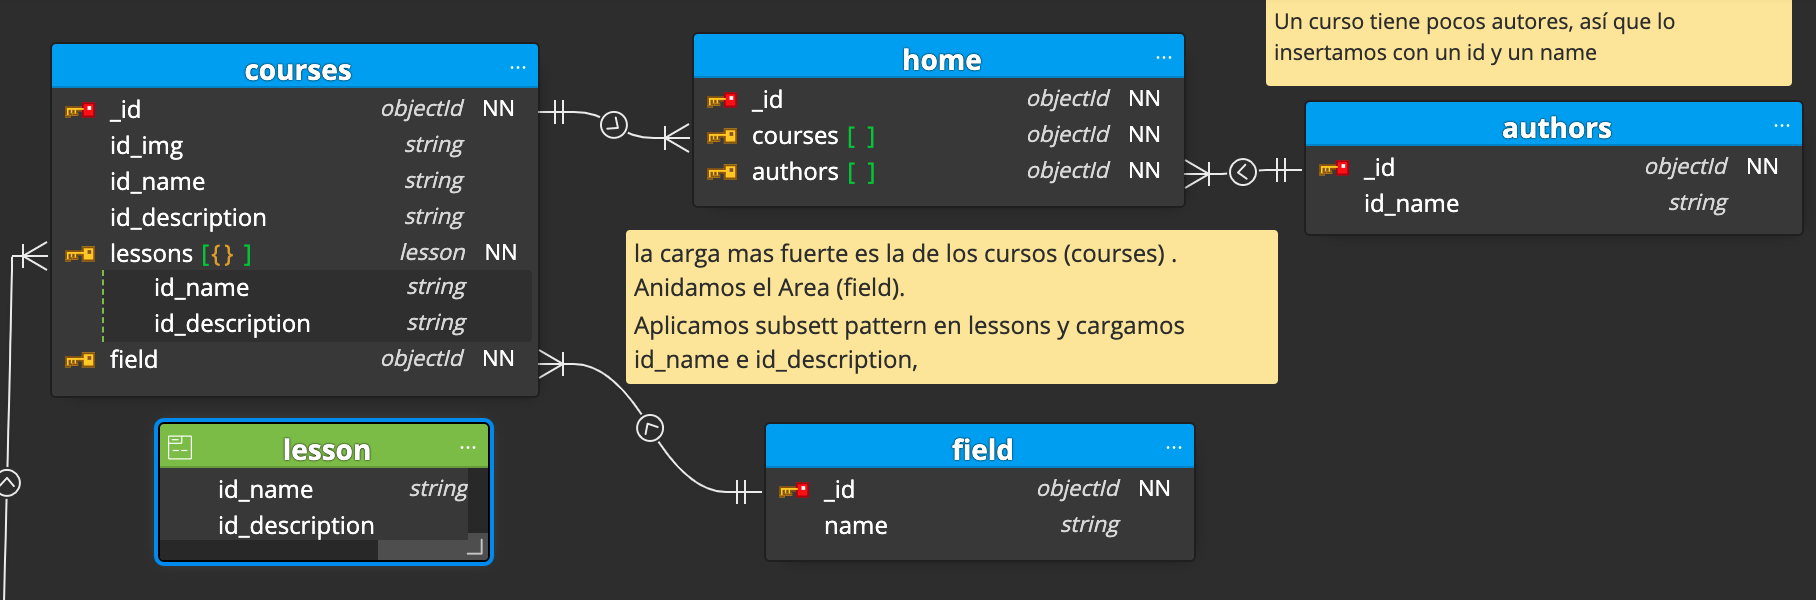 Un curso tiene pocos autores, así que lo
insertamos con un id y un name
courses ...
_id objectId NN
id_img string
id_name string
id_description string
lessons [{} ] lesson NN
id_name string
id_description string
field objectId NN
home ...
_id objectId NN
courses [ ] objectId NN
authors [ ] objectId NN
authors ...
_id objectId NN
id_name string
la carga mas fuerte es la de los cursos (courses) .
Anidamos el Area (field).
Aplicamos subsett pattern en lessons y cargamos
id_name e id_description,
lesson ...
id_name string
id_description
field ...
_id objectId NN
name string